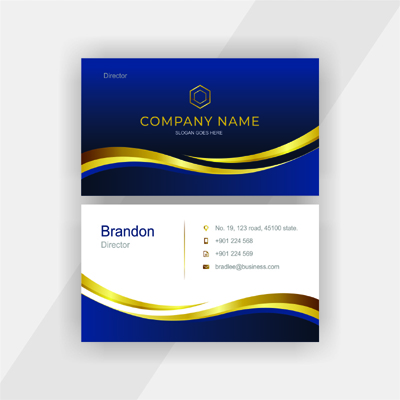 Director
COMPANY NAME
SLOGAN GOES HERE
Brandon
Director
No. 19, 123 road, 45100 state.
+901 224 568
+901 224 569
bradlee@business.com